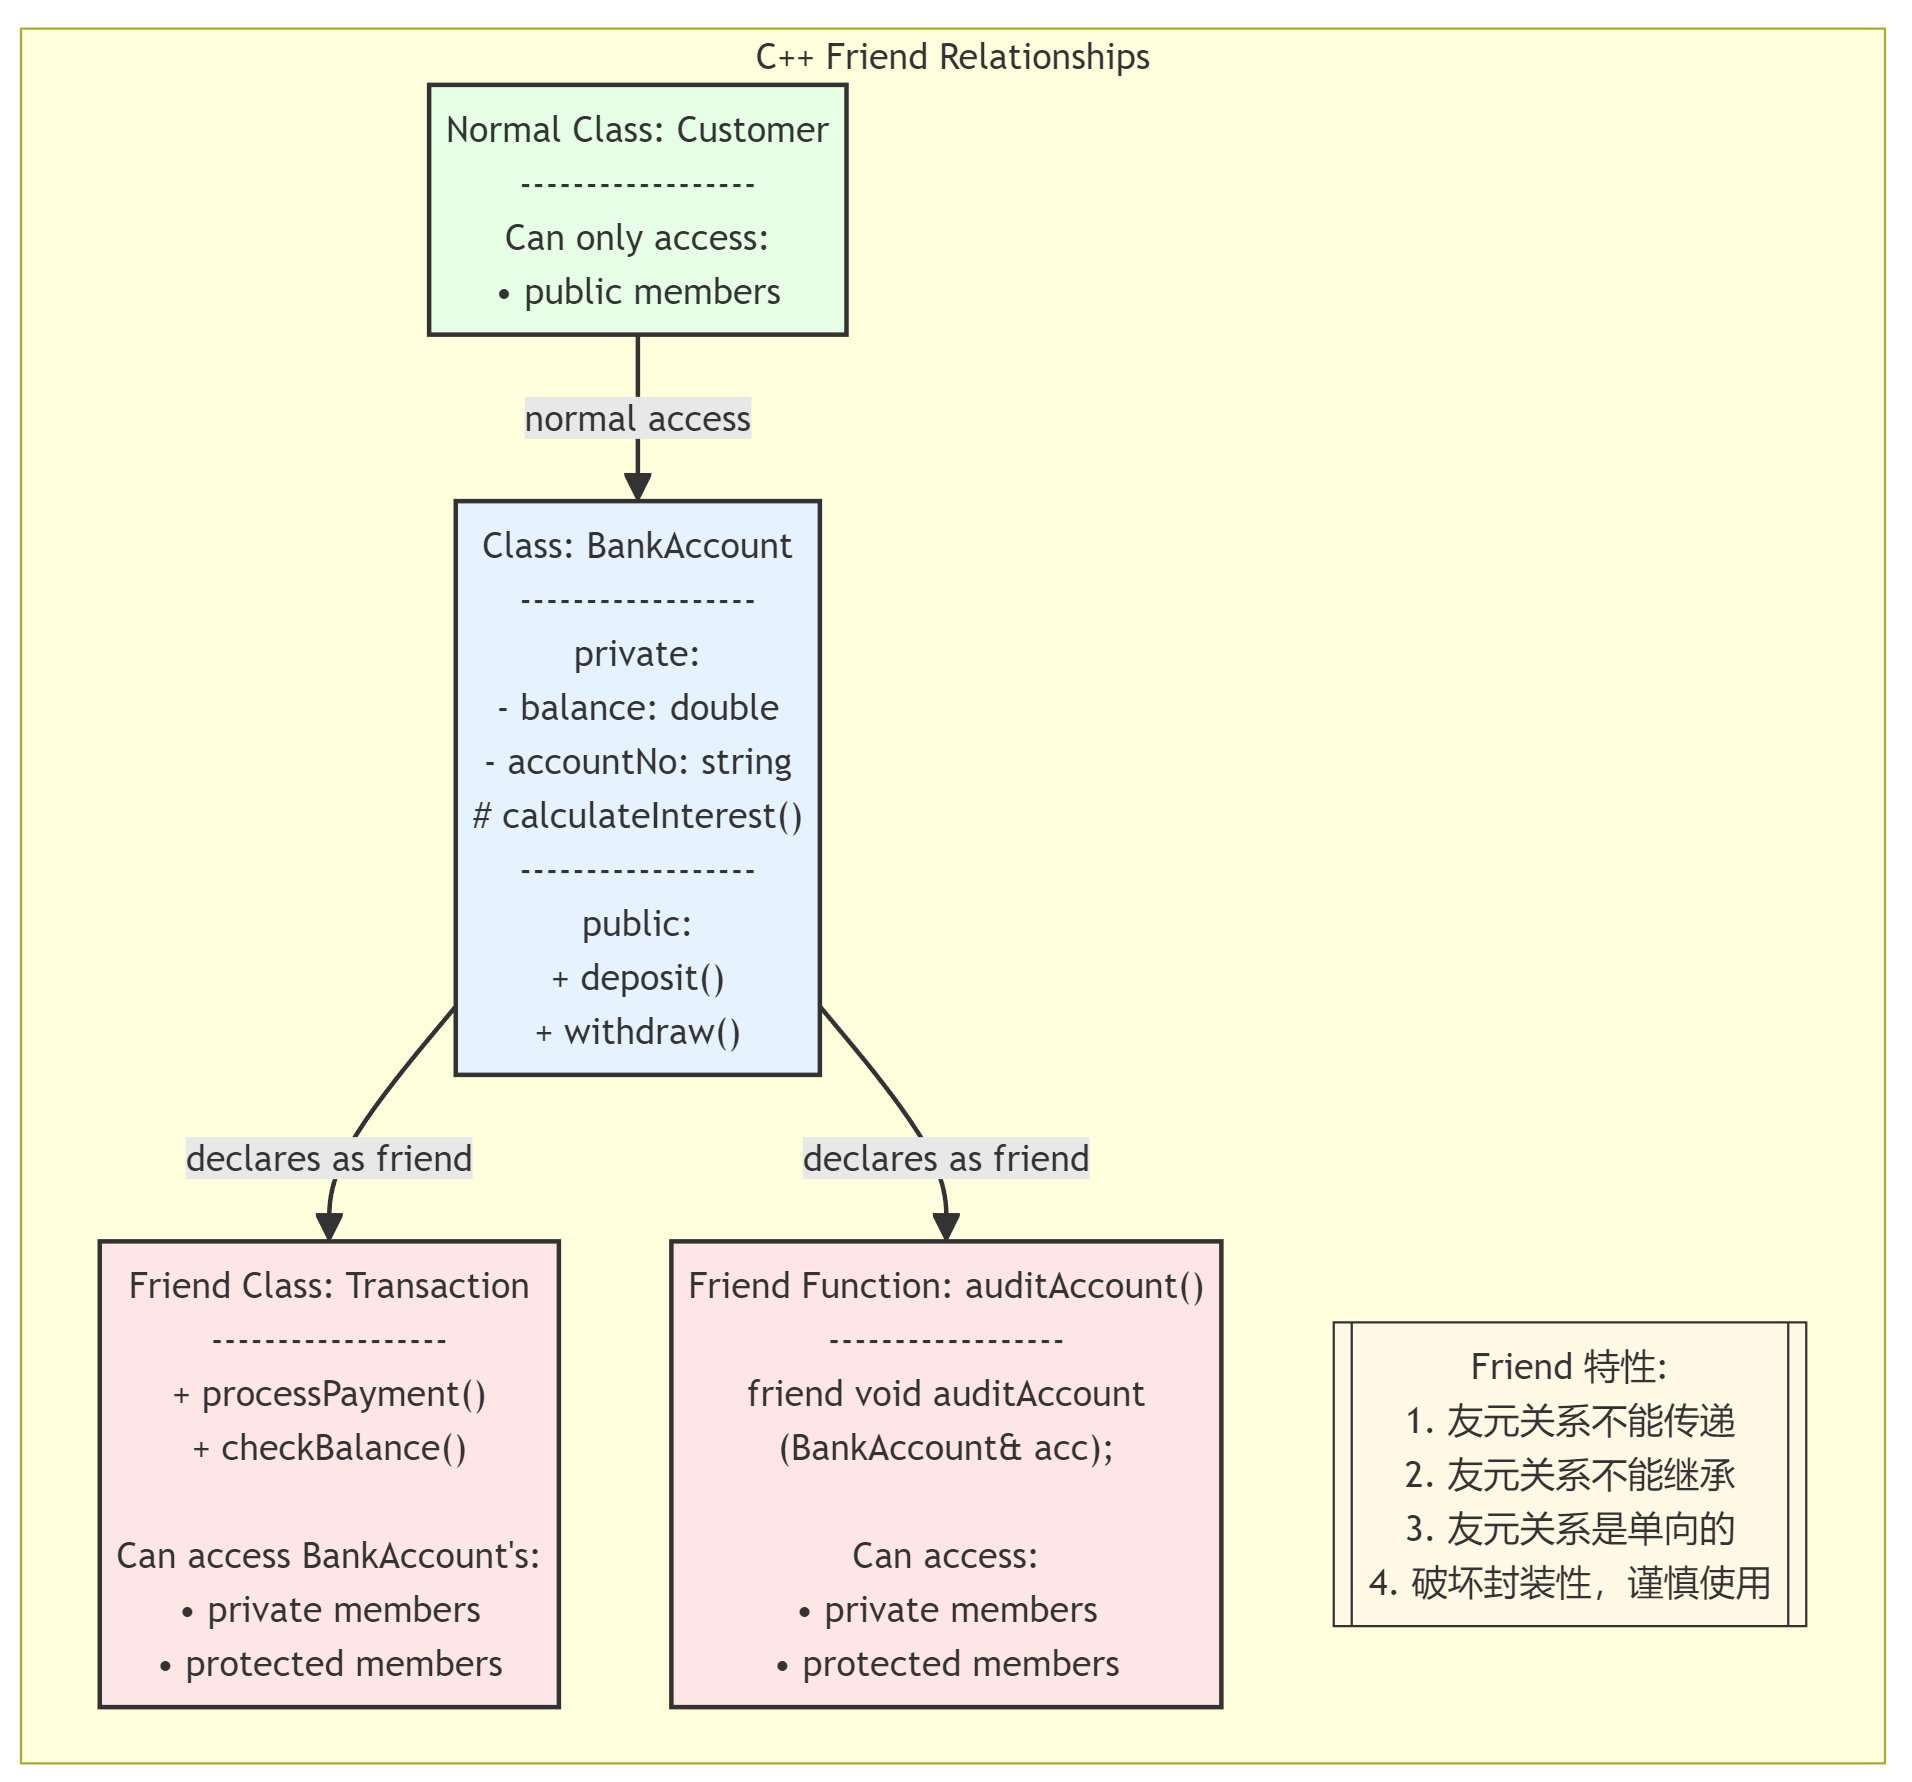 C++ Friend Relationships
Normal Class: Customer
------------------
Can only access:
• public members
normal access
Class: BankAccount
------------------
private:
- balance: double
- accountNo: string
# calculateInterest()
------------------
public:
+ deposit()
+ withdraw()
declares as friend
declares as friend
Friend Class: Transaction
------------------
+ processPayment()
+ checkBalance()
Can access BankAccount's:
• private members
• protected members
Friend Function: auditAccount()
------------------
friend void auditAccount
(BankAccount& acc);
Can access:
• private members
• protected members
Friend 特性:
1. 友元关系不能传递
2. 友元关系不能继承
3. 友元关系是单向的
4. 破坏封装性，谨慎使用